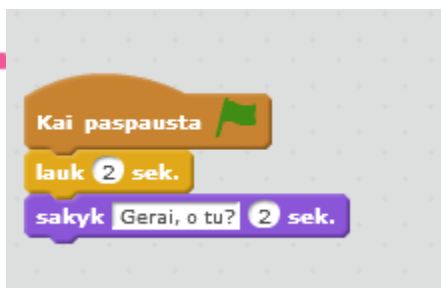 Kai paspausta
lauk 2 sek.
sakyk Gerai, o tu? 2 sek.